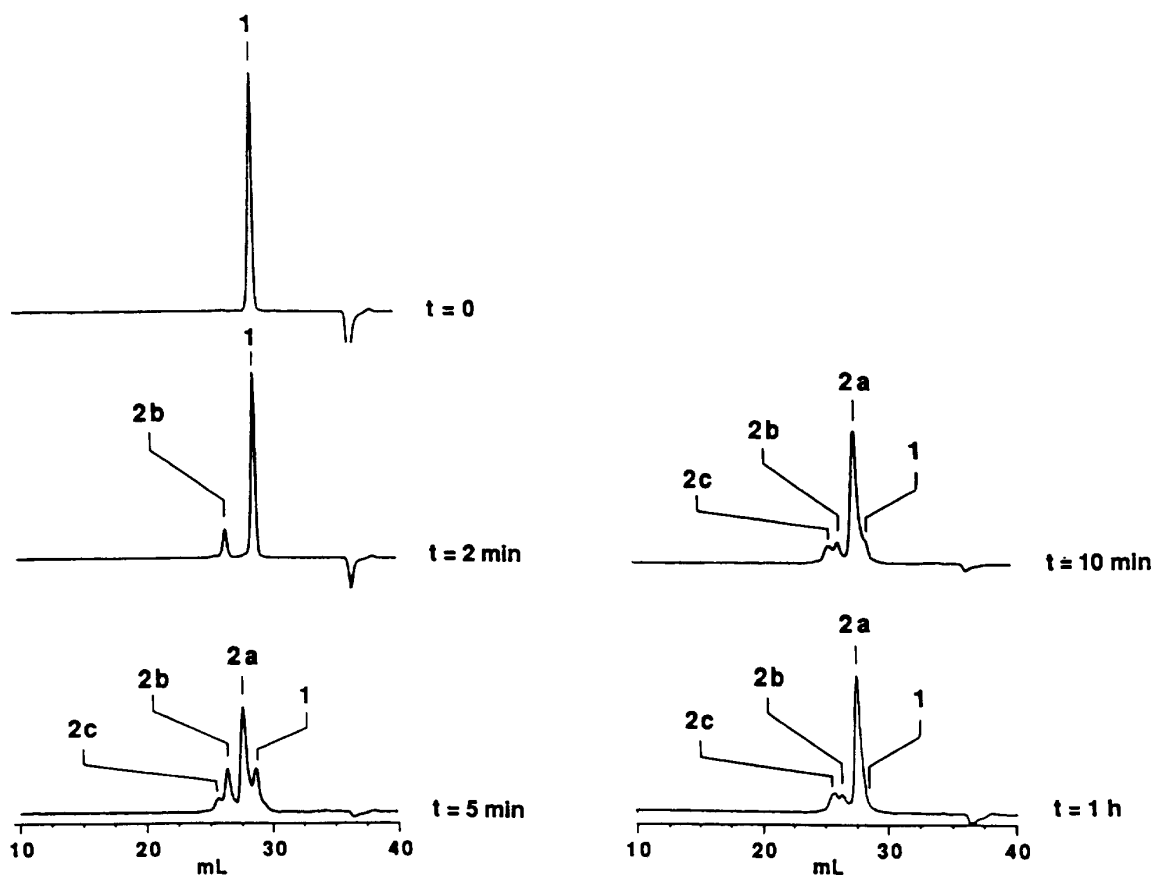 1
t = 0
1
2b
t = 2 min
2a
2b
1
2c
t = 5 min
10 20 30 40
mL
2a
2b
1
2c
t = 10 min
2a
2b
1
2c
t = 1 h
10 20 30 40
mL